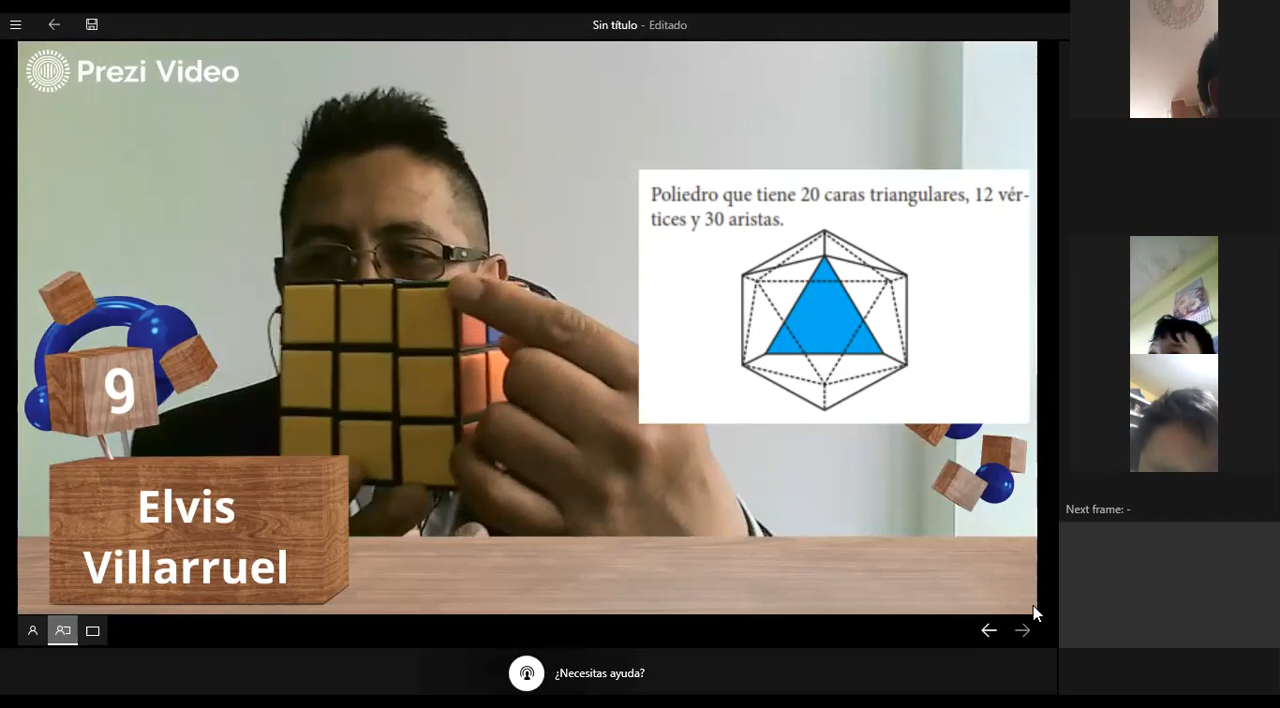 Sin título - Editado
Prezi Video
Poliedro que tiene 20 caras triangulares, 12 vér-
tices y 30 aristas.
9
Elvis
Villarruel
Next frame: -
¿Necesitas ayuda?